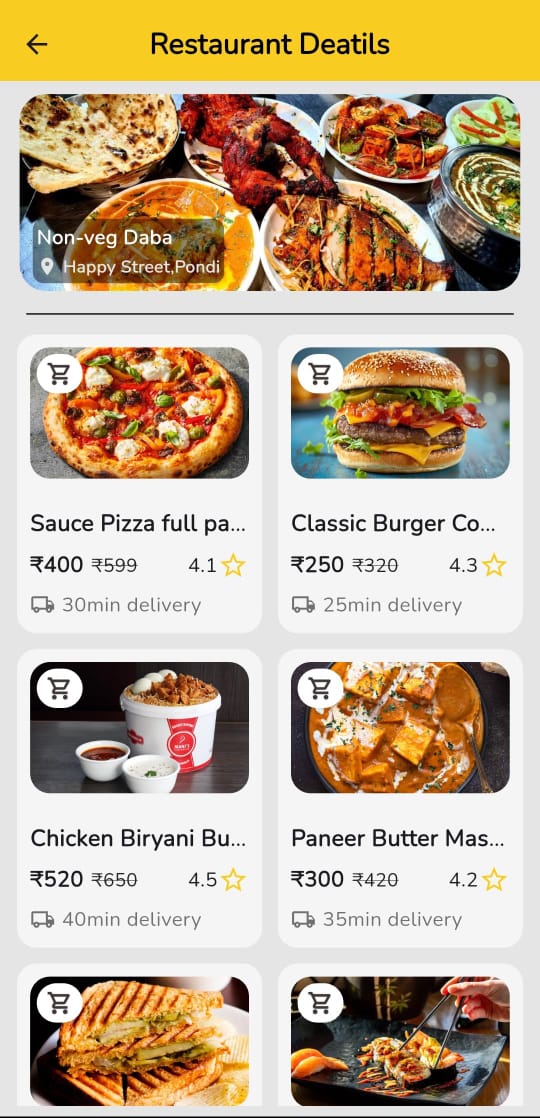 Restaurant Deatils
Non-veg Daba
Happy Street,Pondi
Sauce Pizza full pa...
₹400 ₹599 4.1
30min delivery
Classic Burger Co...
₹250 ₹320 4.3
25min delivery
Chicken Biryani Bu...
₹520 ₹650 4.5
40min delivery
Paneer Butter Mas...
₹300 ₹420 4.2
35min delivery